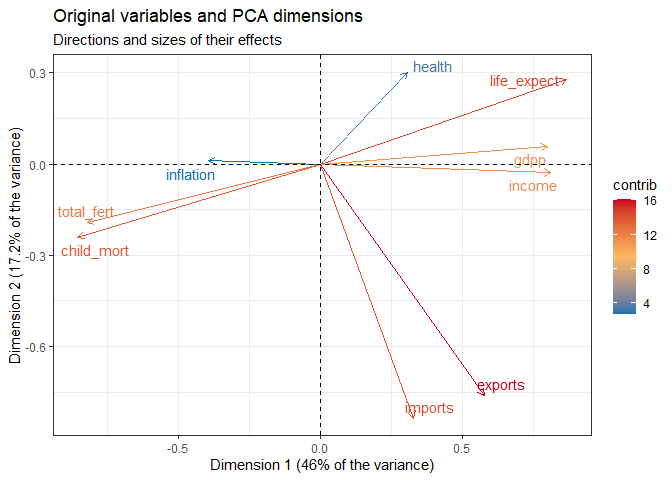 Original variables and PCA dimensions
Directions and sizes of their effects
health
life_expect
gdpp
income
inflation
total_fert
child_mort
exports
imports
0.3
0.0
-0.3
-0.6
-0.5
0.0
0.5
Dimension 2 (17.2% of the variance)
Dimension 1 (46% of the variance)
contrib
16
12
8
4